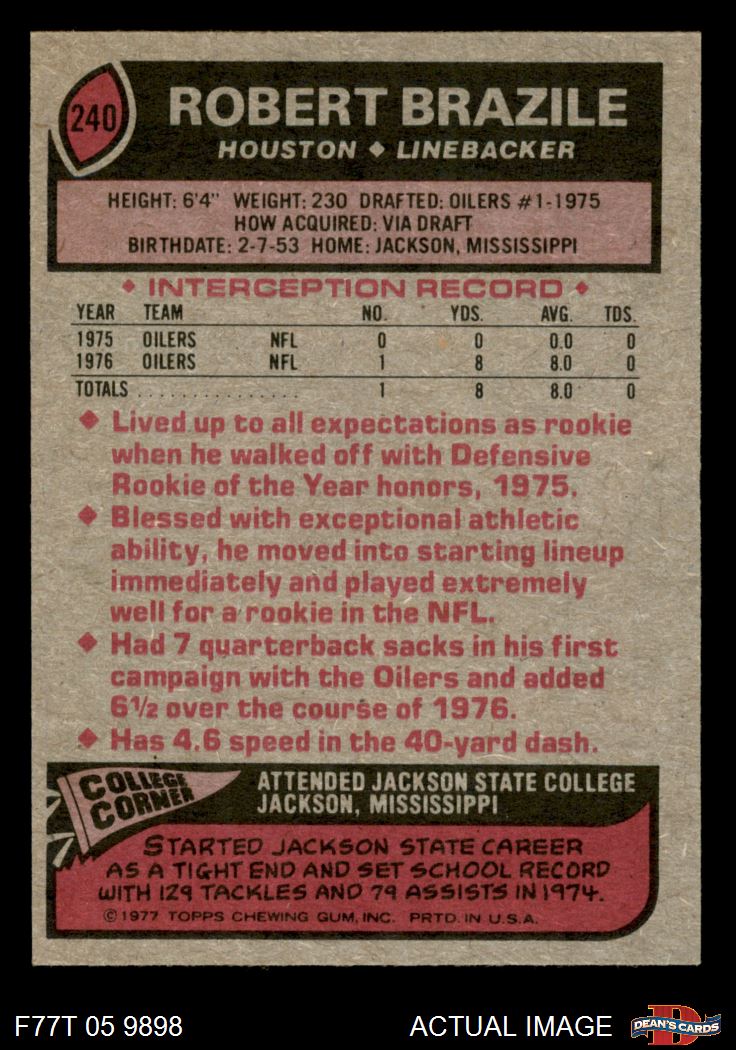 240
ROBERT BRAZILE
HOUSTON ◆ LINEBACKER
HEIGHT: 6'4" WEIGHT: 230 DRAFTED: OILERS #1-1975
HOW ACQUIRED: VIA DRAFT
BIRTHDATE: 2-7-53 HOME: JACKSON, MISSISSIPPI
◆ INTERCEPTION RECORD ◆
YEAR TEAM NO. YDS. AVG. TDS.
1975 OILERS NFL 0 0 0.0 0
1976 OILERS NFL 1 8 8.0 0
TOTALS . . . . . . . . . . . . . . . 1 8 8.0 0
◆ Lived up to all expectations as rookie
when he walked off with Defensive
Rookie of the Year honors, 1975.
◆ Blessed with exceptional athletic
ability, he moved into starting lineup
immediately and played extremely
well for a rookie in the NFL.
◆ Had 7 quarterback sacks in his first
campaign with the Oilers and added
6½ over the course of 1976.
◆ Has 4.6 speed in the 40-yard dash.
COLLEGE
CORNER
ATTENDED JACKSON STATE COLLEGE
JACKSON, MISSISSIPPI
STARTED JACKSON STATE CAREER
AS A TIGHT END AND SET SCHOOL RECORD
WITH 129 TACKLES AND 79 ASSISTS IN 1974.
©1977 TOPPS CHEWING GUM, INC. PRTD. IN U.S.A.
F77T 05 9898
ACTUAL IMAGE
D
DEAN'S CARDS